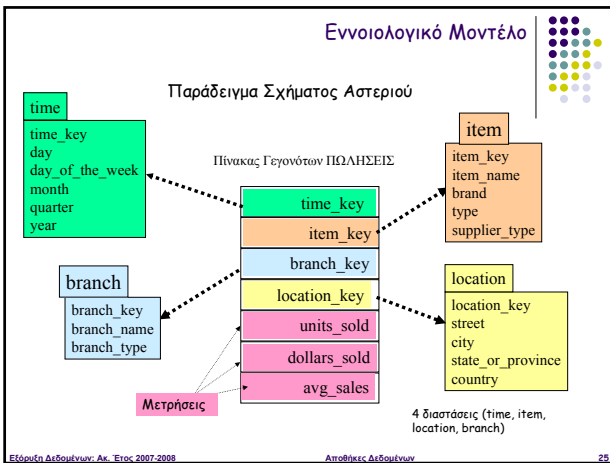 Εννοιολογικό Μοντέλο
Παράδειγμα Σχήματος Αστεριού
time
time_key
day
day_of_the_week
month
quarter
year
item
item_key
item_name
brand
type
supplier_type
Πίνακας Γεγονότων ΠΩΛΗΣΕΙΣ
time_key
item_key
branch_key
location_key
units_sold
dollars_sold
avg_sales
branch
branch_key
branch_name
branch_type
location
location_key
street
city
state_or_province
country
Μετρήσεις
4 διαστάσεις (time, item,
location, branch)
Εξόρυξη Δεδομένων: Ακ. Έτος 2007-2008
Αποθήκες Δεδομένων
25